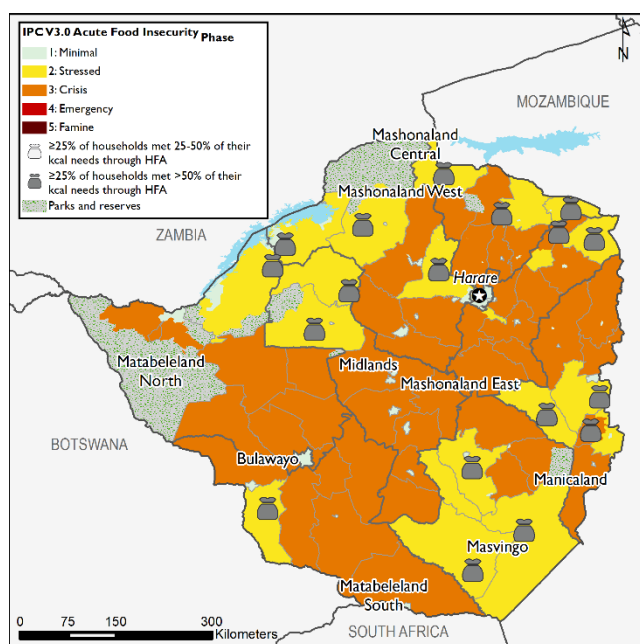 IPC V3.0 Acute Food Insecurity Phase
1: Minimal
2: Stressed
3: Crisis
4: Emergency
5: Famine
≥25% of households met 25-50% of their
kcal needs through HFA
≥25% of households met >50% of their
kcal needs through HFA
Parks and reserves
N
MOZAMBIQUE
Mashonaland
Central
Mashonaland West
ZAMBIA
Harare
Matabeleland
North
Midlands
Mashonaland East
BOTSWANA
Bulawayo
Manicaland
Masvingo
Matabeleland
South
SOUTH AFRICA
0 75 150 300
Kilometers